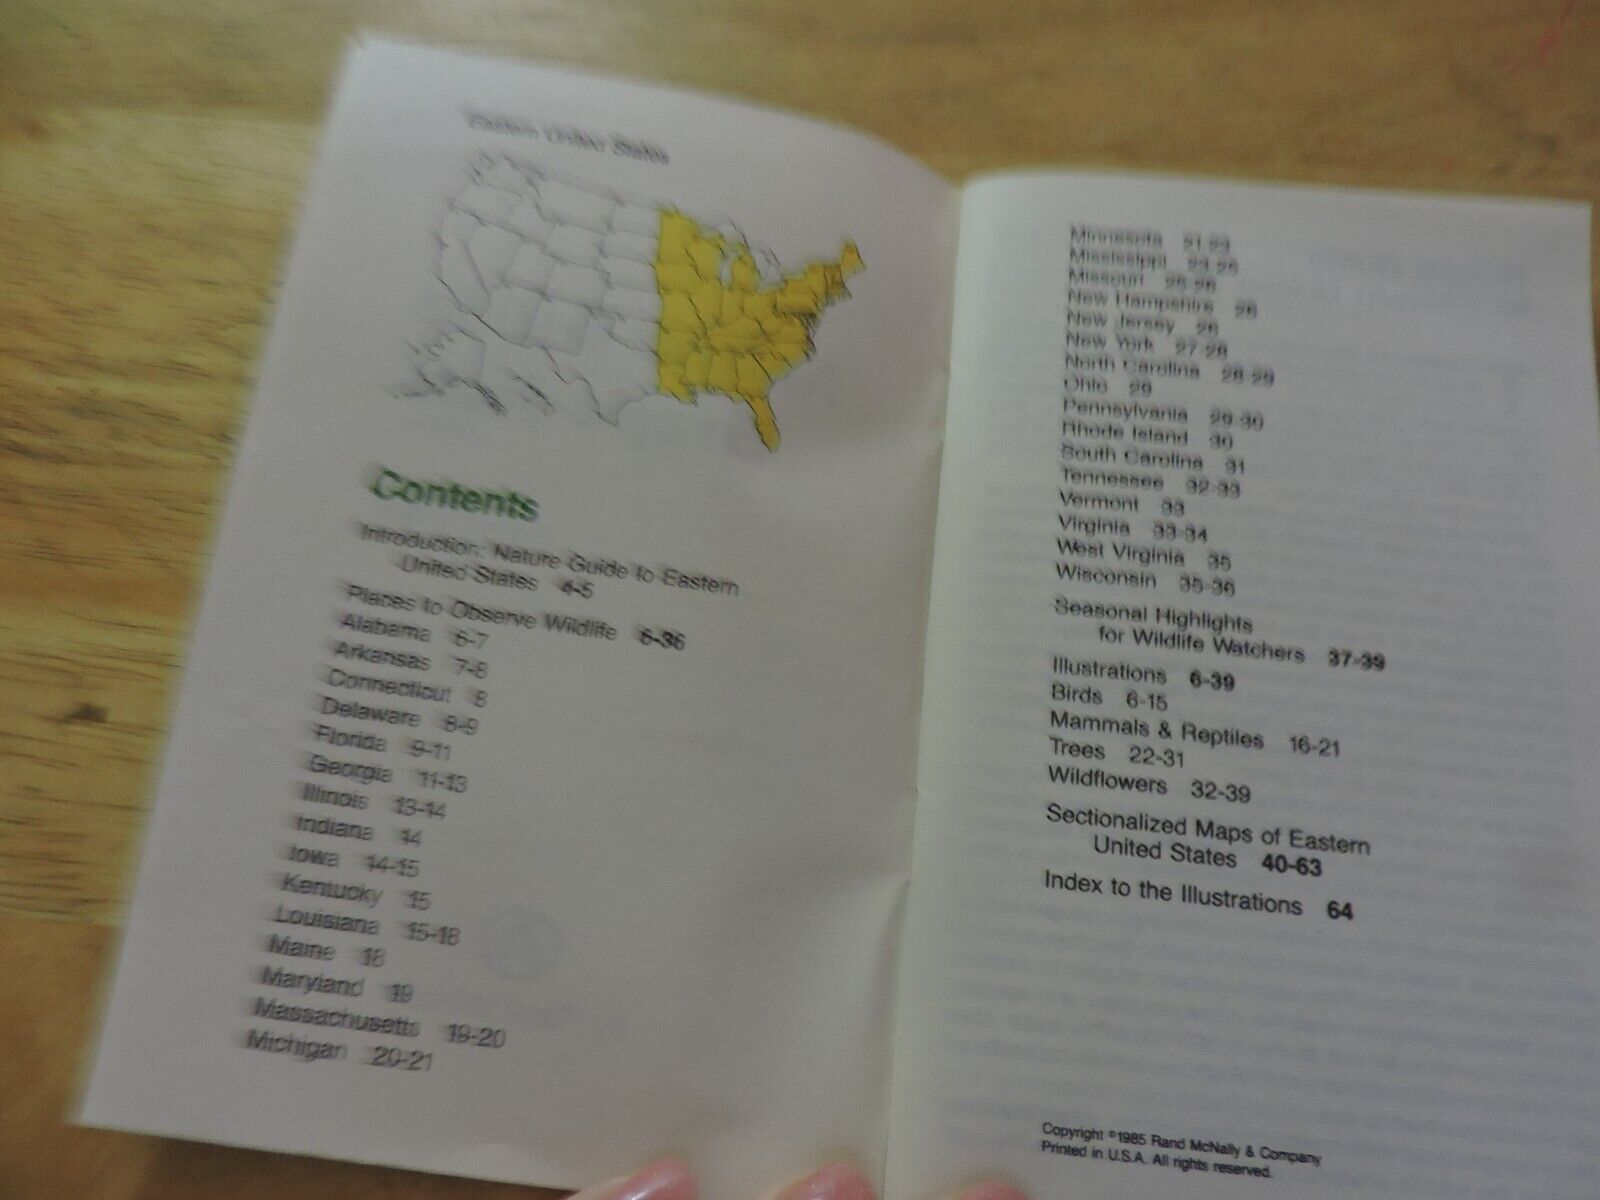 Eastern United States
Contents
Introduction: Nature Guide to Eastern
United States 4-5
Places to Observe Wildlife 6-36
Alabama 6-7
Arkansas 7-8
Connecticut 8
Delaware 8-9
Florida 9-11
Georgia 11-13
Illinois 13-14
Indiana 14
Iowa 14-15
Kentucky 15
Louisiana 15-18
Maine 18
Maryland 19
Massachusetts 19-20
Michigan 20-21
Minnesota 21-23
Mississippi
Missouri
New Hampshire 26
New Jersey 26
New York 27-28
North Carolina 28-29
Ohio 29
Pennsylvania 29-30
Rhode Island 30
South Carolina 31
Tennessee 32-33
Vermont 33
Virginia 33-34
West Virginia 35
Wisconsin 35-36
Seasonal Highlights
for Wildlife Watchers 37-39
Illustrations 6-39
Birds 6-15
Mammals & Reptiles 16-21
Trees 22-31
Wildflowers 32-39
Sectionalized Maps of Eastern
United States 40-63
Index to the Illustrations 64
Copyright ©1985 Rand McNally & Company
Printed in U.S.A. All rights reserved.